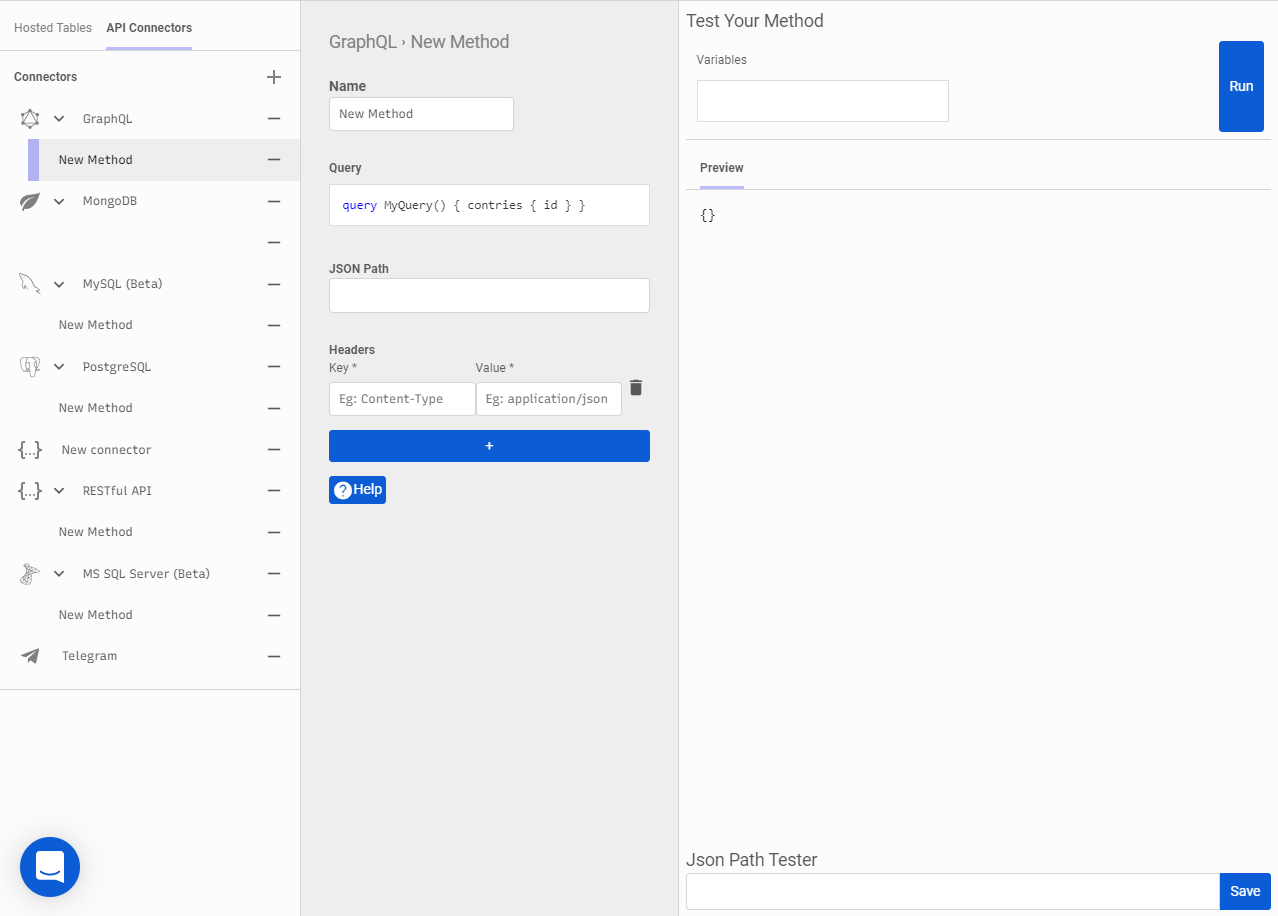 Hosted Tables API Connectors
Connectors
GraphQL
New Method
MongoDB
MySQL (Beta)
New Method
PostgreSQL
New Method
{...} New connector
{...} RESTful API
New Method
MS SQL Server (Beta)
New Method
Telegram
GraphQL › New Method
Name
New Method
Query
query MyQuery() { contries { id } }
JSON Path
Headers
Key * Value *
Eg: Content-Type Eg: application/json
+
? Help
Test Your Method
Variables
Run
Preview
{}
Json Path Tester
Save